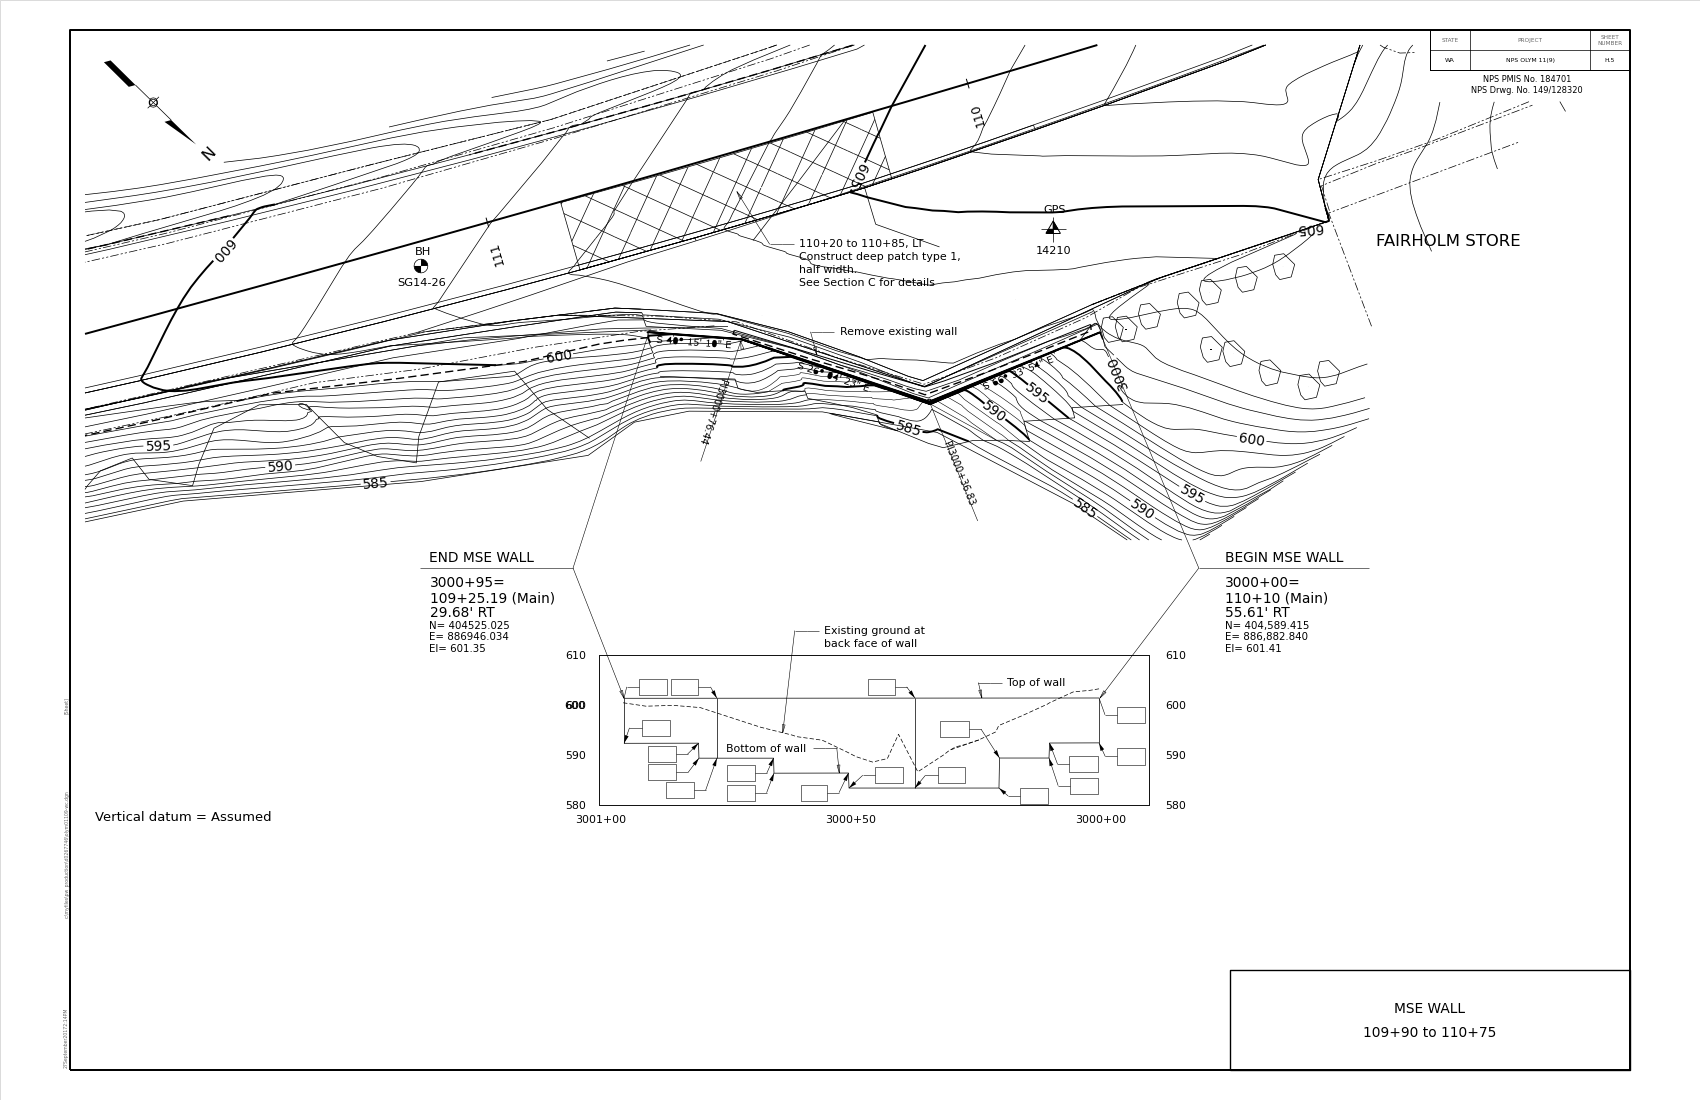 STATE
PROJECT
SHEET
NUMBER
WA
NPS OLYM 11(9)
H.5
NPS PMIS No. 184701
NPS Drwg. No. 149/128320
N
110
605
GPS
14210
605
FAIRHOLM STORE
600
111
BH
SG14-26
110+20 to 110+85, LT
Construct deep patch type 1,
half width.
See Section C for details
Remove existing wall
600
3000
595
590
585
595
590
585
600
595
590
585
PI3000+36.83
END MSE WALL
3000+95=
109+25.19 (Main)
29.68' RT
N= 404525.025
E= 886946.034
El= 601.35
BEGIN MSE WALL
3000+00=
110+10 (Main)
55.61' RT
N= 404,589.415
E= 886,882.840
El= 601.41
Existing ground at
back face of wall
610
610
Top of wall
600
600
Bottom of wall
590
590
580
580
3001+00
3000+50
3000+00
Vertical datum = Assumed
MSE WALL
109+90 to 110+75